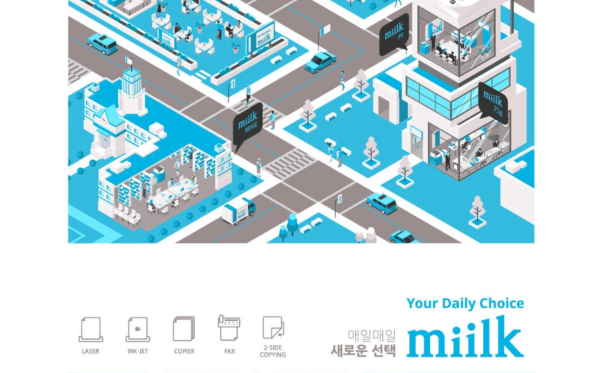 miilk
miilk
miilk
Your Daily Choice
매일매일
새로운 선택
miilk
LASER
INK-JET
COPIER
FAX
2-SIDE
COPYING